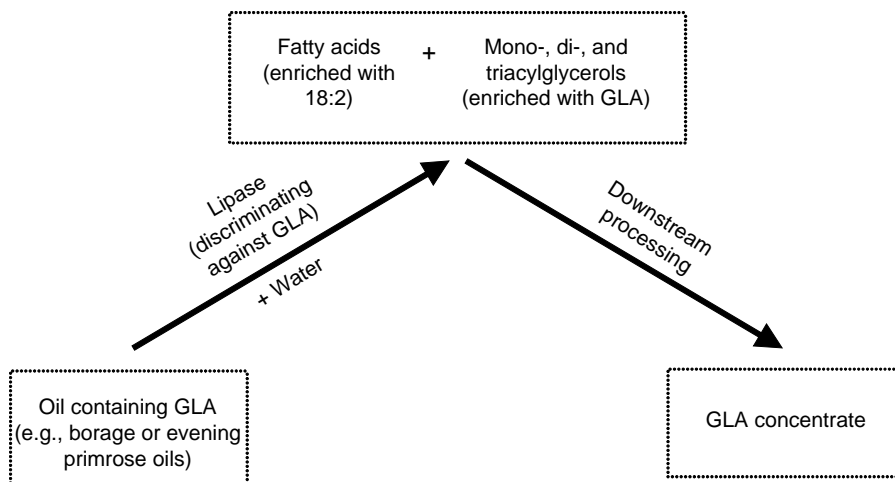 Fatty acids
(enriched with
18:2)
+
Mono-, di-, and
triacylglycerols
(enriched with GLA)
Lipase
(discriminating
against GLA)
+ Water
Downstream
processing
Oil containing GLA
(e.g., borage or evening
primrose oils)
GLA concentrate